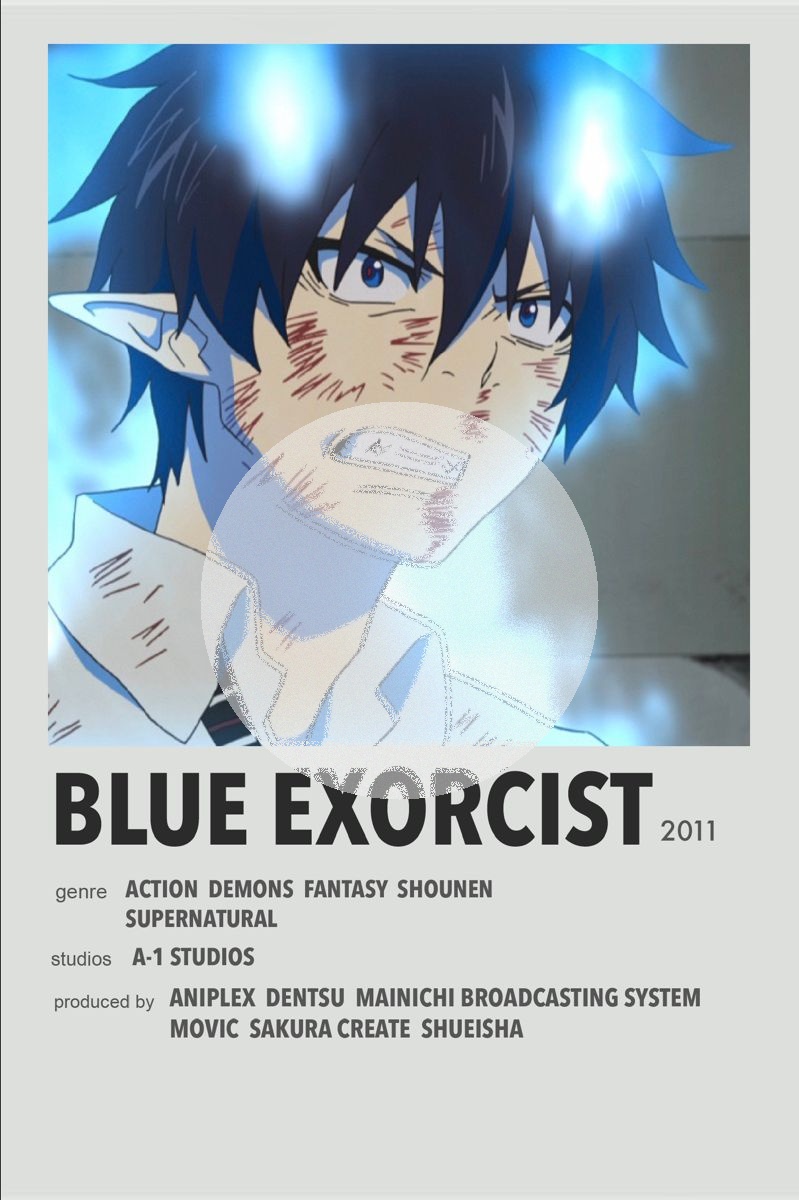 BLUE EXORCIST 2011
genre ACTION DEMONS FANTASY SHOUNEN
SUPERNATURAL
studios A-1 STUDIOS
produced by ANIPLEX DENTSU MAINICHI BROADCASTING SYSTEM
MOVIC SAKURA CREATE SHUEISHA